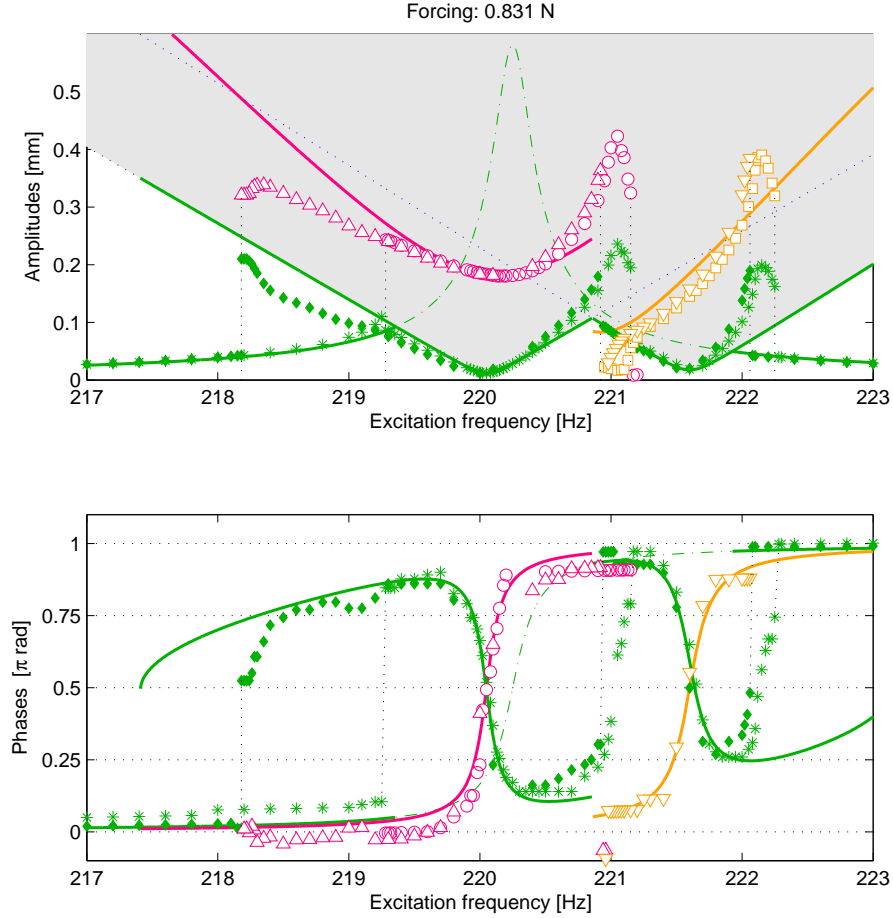 Forcing: 0.831 N
Amplitudes [mm]
0.5
0.4
0.3
0.2
0.1
0
217 218 219 220 221 222 223
Excitation frequency [Hz]
Phases [π rad]
1
0.75
0.5
0.25
0
217 218 219 220 221 222 223
Excitation frequency [Hz]